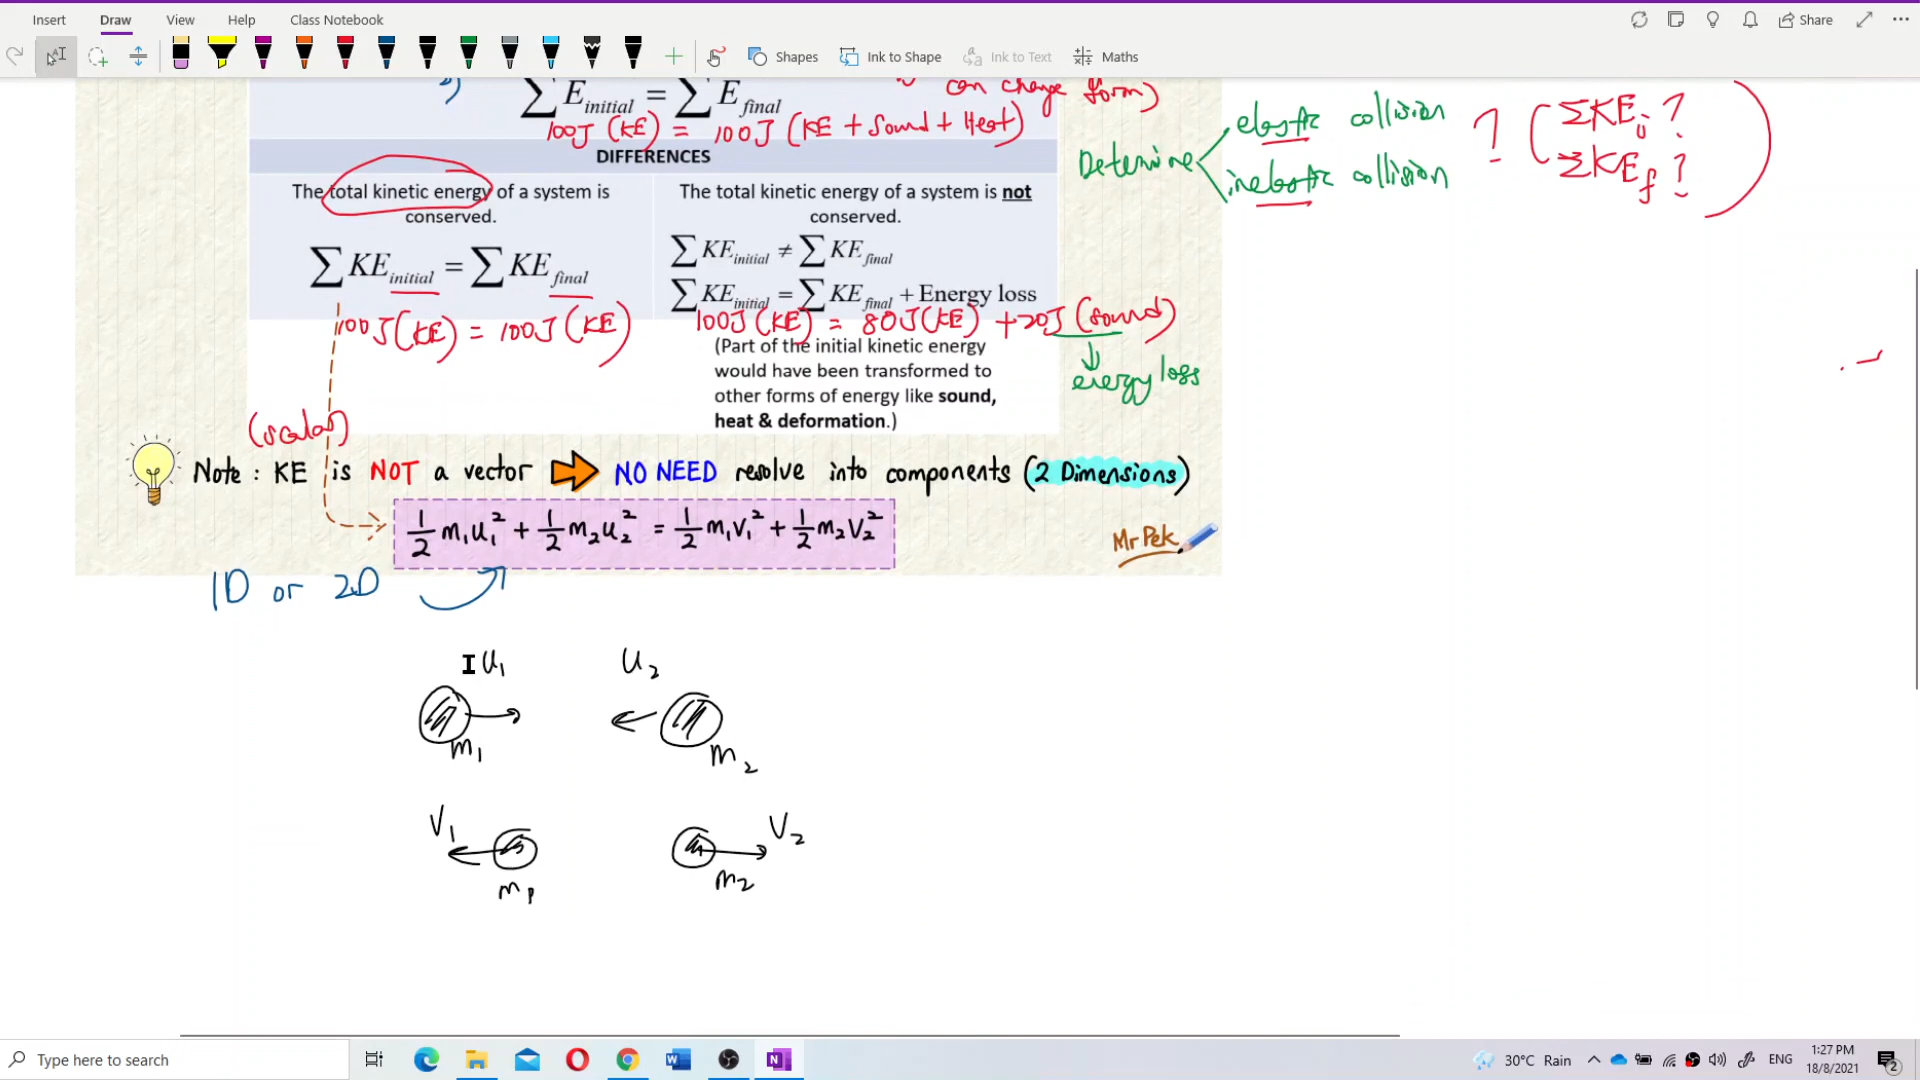 Insert Draw View Help Class Notebook
Share
Shapes Ink to Shape Ink to Text Maths
can change form)
∑ E initial = ∑ E final
100J (KE) = 100J (KE + Sound + Heat)
DIFFERENCES
The total kinetic energy of a system is
conserved.
∑ KE initial = ∑ KE final
100J (KE) = 100J (KE)
The total kinetic energy of a system is not
conserved.
∑ KE initial ≠ ∑ KE final
∑ KE initial = ∑ KE final + Energy loss
100J (KE) = 80J (KE) + 20J (sound)
energy loss
(Part of the initial kinetic energy
would have been transformed to
other forms of energy like sound,
heat & deformation.)
Determine
elastic collision
inelastic collision
? ( ΣKE i ?
ΣKE f ? )
(scalar)
Note : KE is NOT a vector NO NEED resolve into components (2 Dimensions)
1/2 m₁u₁² + 1/2 m₂u₂² = 1/2 m₁v₁² + 1/2 m₂v₂²
Mr Pek
1D or 2D
U₁ U₂
m₁ m₂
V₁ V₂
m₁ m₂
Type here to search
30°C Rain ENG 1:27 PM
18/8/2021
2